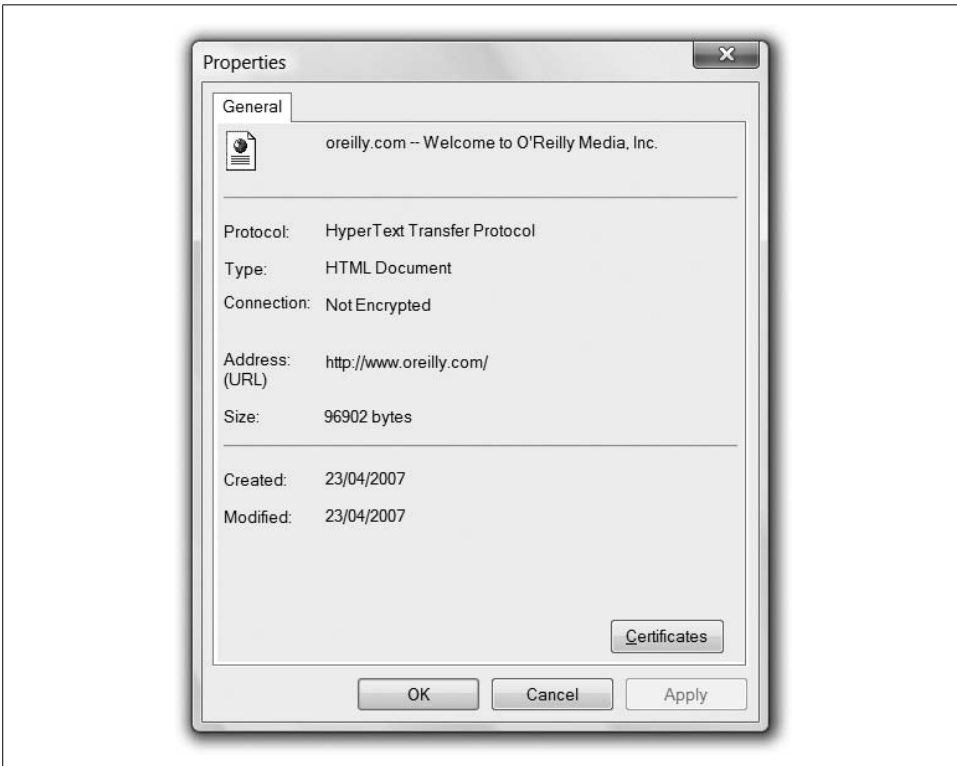 Properties
General
oreilly.com -- Welcome to O'Reilly Media, Inc.
Protocol: HyperText Transfer Protocol
Type: HTML Document
Connection: Not Encrypted
Address: http://www.oreilly.com/
(URL)
Size: 96902 bytes
Created: 23/04/2007
Modified: 23/04/2007
Certificates
OK Cancel Apply